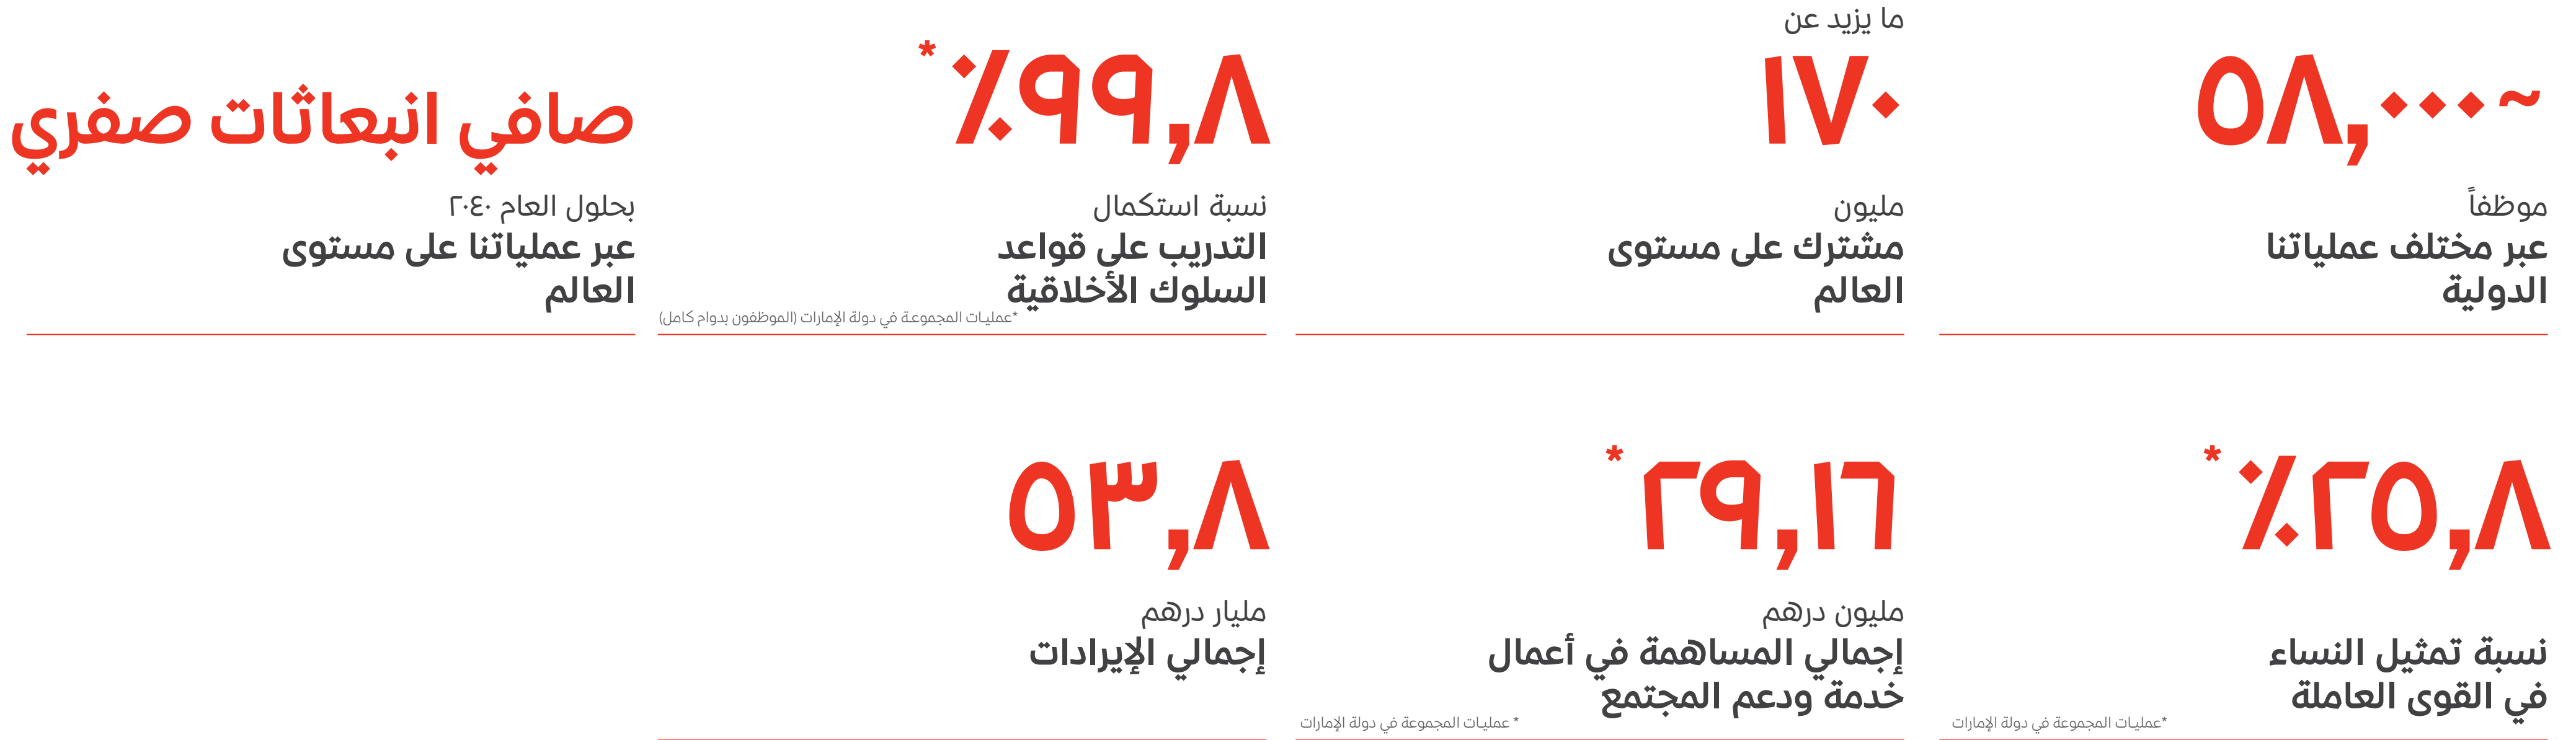 ~٥٨,٠٠٠
موظفاً
عبر مختلف عملياتنا
الدولية
ما يزيد عن
١٧٠
مليون
مشترك على مستوى
العالم
٩٩,٨٪*
نسبة استكمال
التدريب على قواعد
السلوك الأخلاقية
*عمليات المجموعة في دولة الإمارات (الموظفون بدوام كامل)
صافي انبعاثات صفري
بحلول العام ٢٠٤٠
عبر عملياتنا على مستوى
العالم
٢٥,٨٪*
نسبة تمثيل النساء
في القوى العاملة
*عمليات المجموعة في دولة الإمارات
٢٩,١٦*
مليون درهم
إجمالي المساهمة في أعمال
خدمة ودعم المجتمع
* عمليات المجموعة في دولة الإمارات
٥٣,٨
مليار درهم
إجمالي الإيرادات